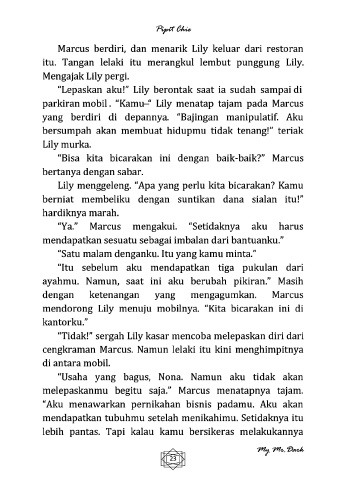 Pipit Chie
Marcus berdiri, dan menarik Lily keluar dari restoran
itu. Tangan lelaki itu merangkul lembut punggung Lily.
Mengajak Lily pergi.
"Lepaskan aku!" Lily berontak saat ia sudah sampai di
parkiran mobil. "Kamu–" Lily menatap tajam pada Marcus
yang berdiri di depannya. "Bajingan manipulatif. Aku
bersumpah akan membuat hidupmu tidak tenang!" teriak
Lily murka.
"Bisa kita bicarakan ini dengan baik-baik?" Marcus
bertanya dengan sabar.
Lily menggeleng. "Apa yang perlu kita bicarakan? Kamu
berniat membeliku dengan suntikan dana sialan itu!"
hardiknya marah.
"Ya." Marcus mengakui. "Setidaknya aku harus
mendapatkan sesuatu sebagai imbalan dari bantuanku."
"Satu malam denganku. Itu yang kamu minta."
"Itu sebelum aku mendapatkan tiga pukulan dari
ayahmu. Namun, saat ini aku berubah pikiran." Masih
dengan ketenangan yang mengagumkan. Marcus
mendorong Lily menuju mobilnya. "Kita bicarakan ini di
kantorku."
"Tidak!" sergah Lily kasar mencoba melepaskan diri dari
cengkraman Marcus. Namun lelaki itu kini menghimpitnya
di antara mobil.
"Usaha yang bagus, Nona. Namun aku tidak akan
melepaskanmu begitu saja." Marcus menatapnya tajam.
"Aku menawarkan pernikahan bisnis padamu. Aku akan
mendapatkan tubuhmu setelah menikahimu. Setidaknya itu
lebih pantas. Tapi kalau kamu bersikeras melakukannya
My Mr. Dark
23